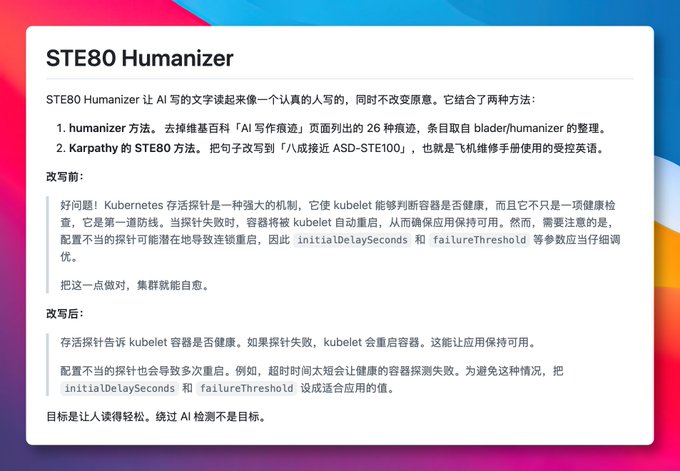 STE80 Humanizer
STE80 Humanizer 让 AI 写的文字读起来像一个认真的人写的，同时不改变原意。它结合了两种方法：
1. humanizer 方法。 去掉维基百科「AI 写作痕迹」页面列出的 26 种痕迹，条目取自 blader/humanizer 的整理。
2. Karpathy 的 STE80 方法。 把句子改写到「八成接近 ASD-STE100」，也就是飞机维修手册使用的受控英语。
改写前：
好问题！Kubernetes 存活探针是一种强大的机制，它使 kubelet 能够判断容器是否健康，而且它不只是一项健康检
查，它是第一道防线。当探针失败时，容器将被 kubelet 自动重启，从而确保应用保持可用。然而，需要注意的是，
配置不当的探针可能潜在地导致连锁重启，因此 initialDelaySeconds 和 failureThreshold 等参数应当仔细调
优。
把这一点做对，集群就能自愈。
改写后：
存活探针告诉 kubelet 容器是否健康。如果探针失败，kubelet 会重启容器。这能让应用保持可用。
配置不当的探针也会导致多次重启。例如，超时时间太短会让健康的容器探测失败。为避免这种情况，把
initialDelaySeconds 和 failureThreshold 设成适合应用的值。
目标是让人读得轻松。绕过 AI 检测不是目标。